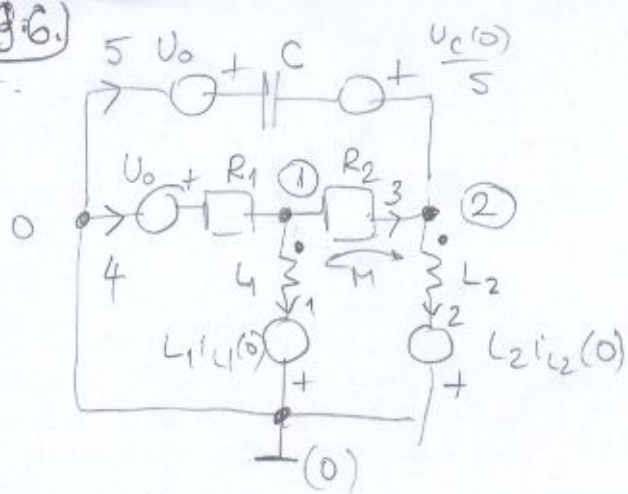 g.6.)
5 U₀ + C + U_C(0)/S
U₀ + R₁ ① R₂ 3 ②
0
4 L₁ 1 M L₂ 2
L₁i_L1(0) + L₂i_L2(0) +
(0)